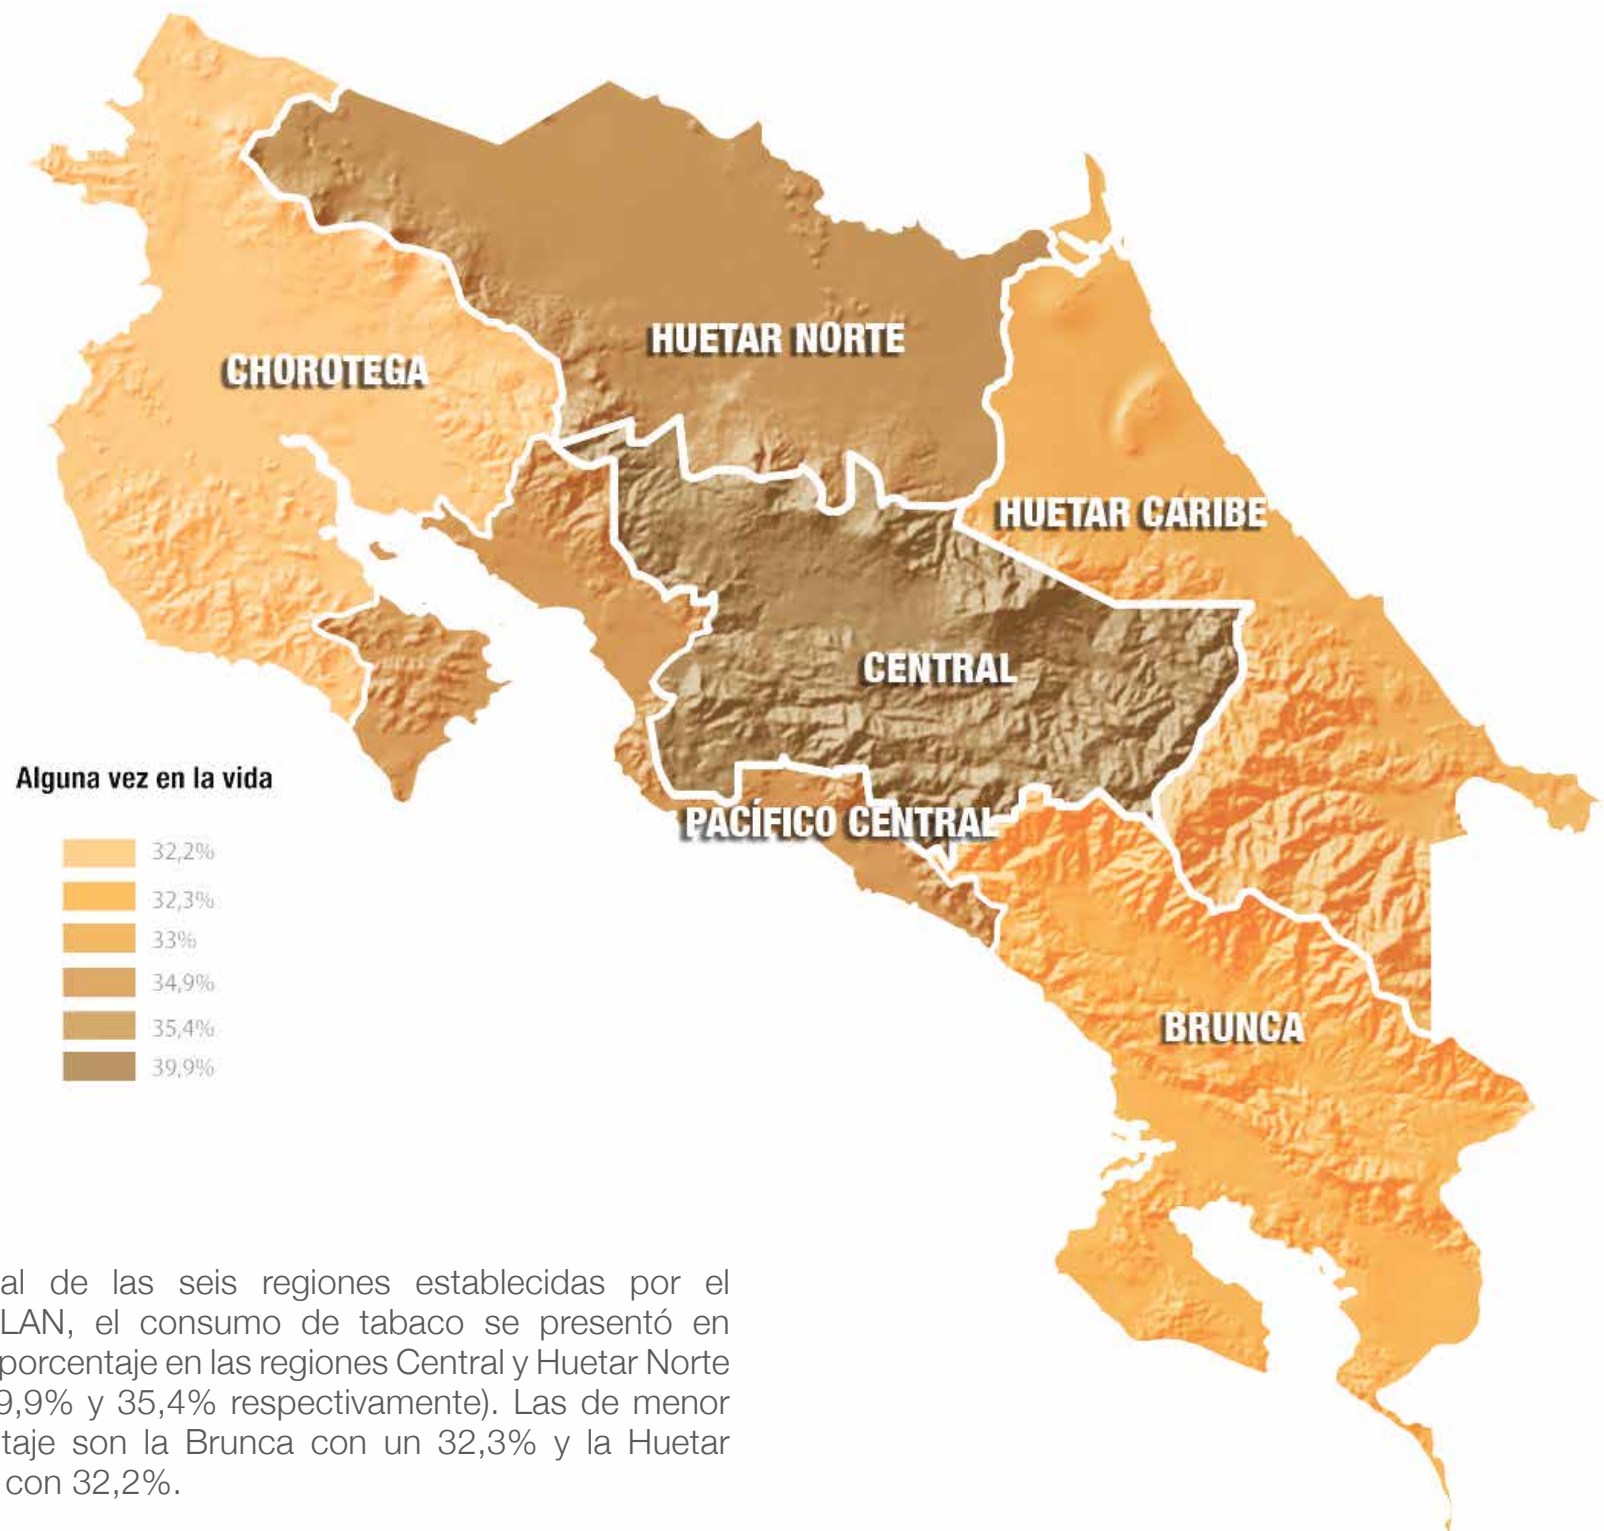 HUETAR NORTE
CHOROTEGA
HUETAR CARIBE
CENTRAL
Alguna vez en la vida
PACÍFICO CENTRAL
32,2%
32,3%
33%
34,9%
35,4%
39,9%
BRUNCA
al de las seis regiones establecidas por el
LAN, el consumo de tabaco se presentó en
porcentaje en las regiones Central y Huetar Norte
9,9% y 35,4% respectivamente). Las de menor
taje son la Brunca con un 32,3% y la Huetar
con 32,2%.